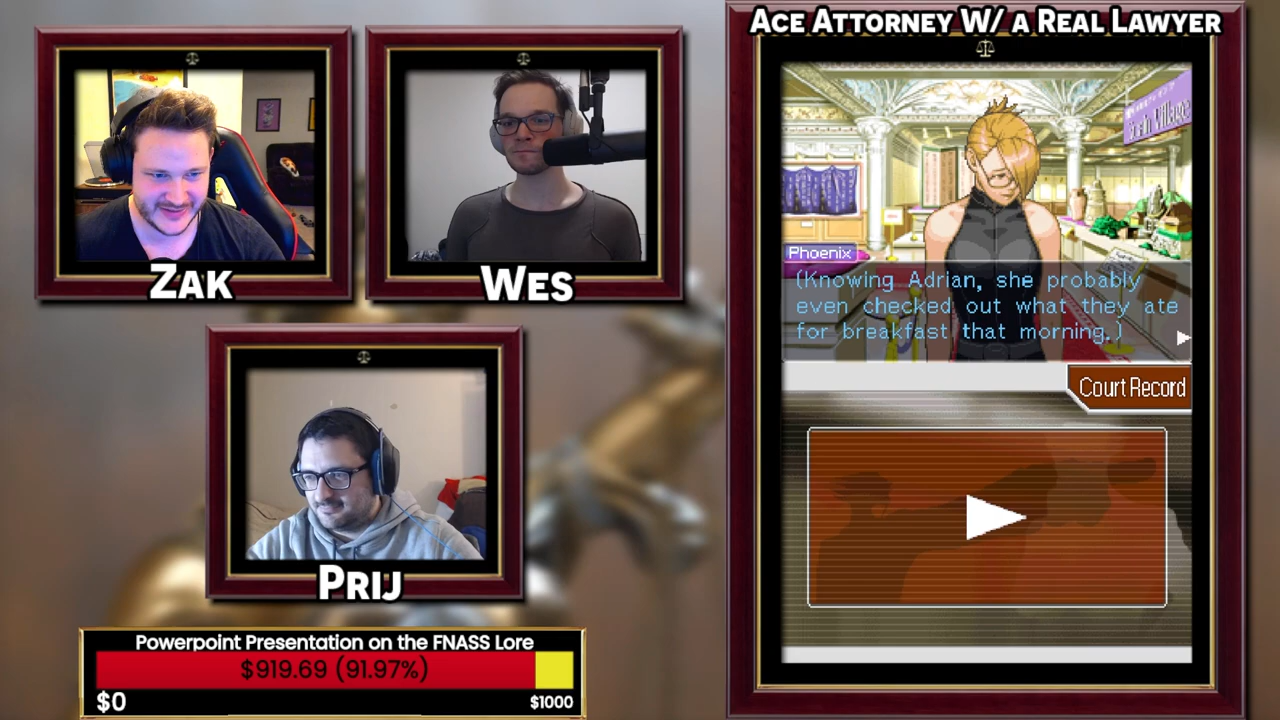 Ace Attorney W/ a Real Lawyer
Zak
Wes
Prij
Phoenix
(Knowing Adrian, she probably
even checked out what they ate
for breakfast that morning.)
Court Record
Powerpoint Presentation on the FNASS Lore
$919.69 (91.97%)
$0
$1000
Village